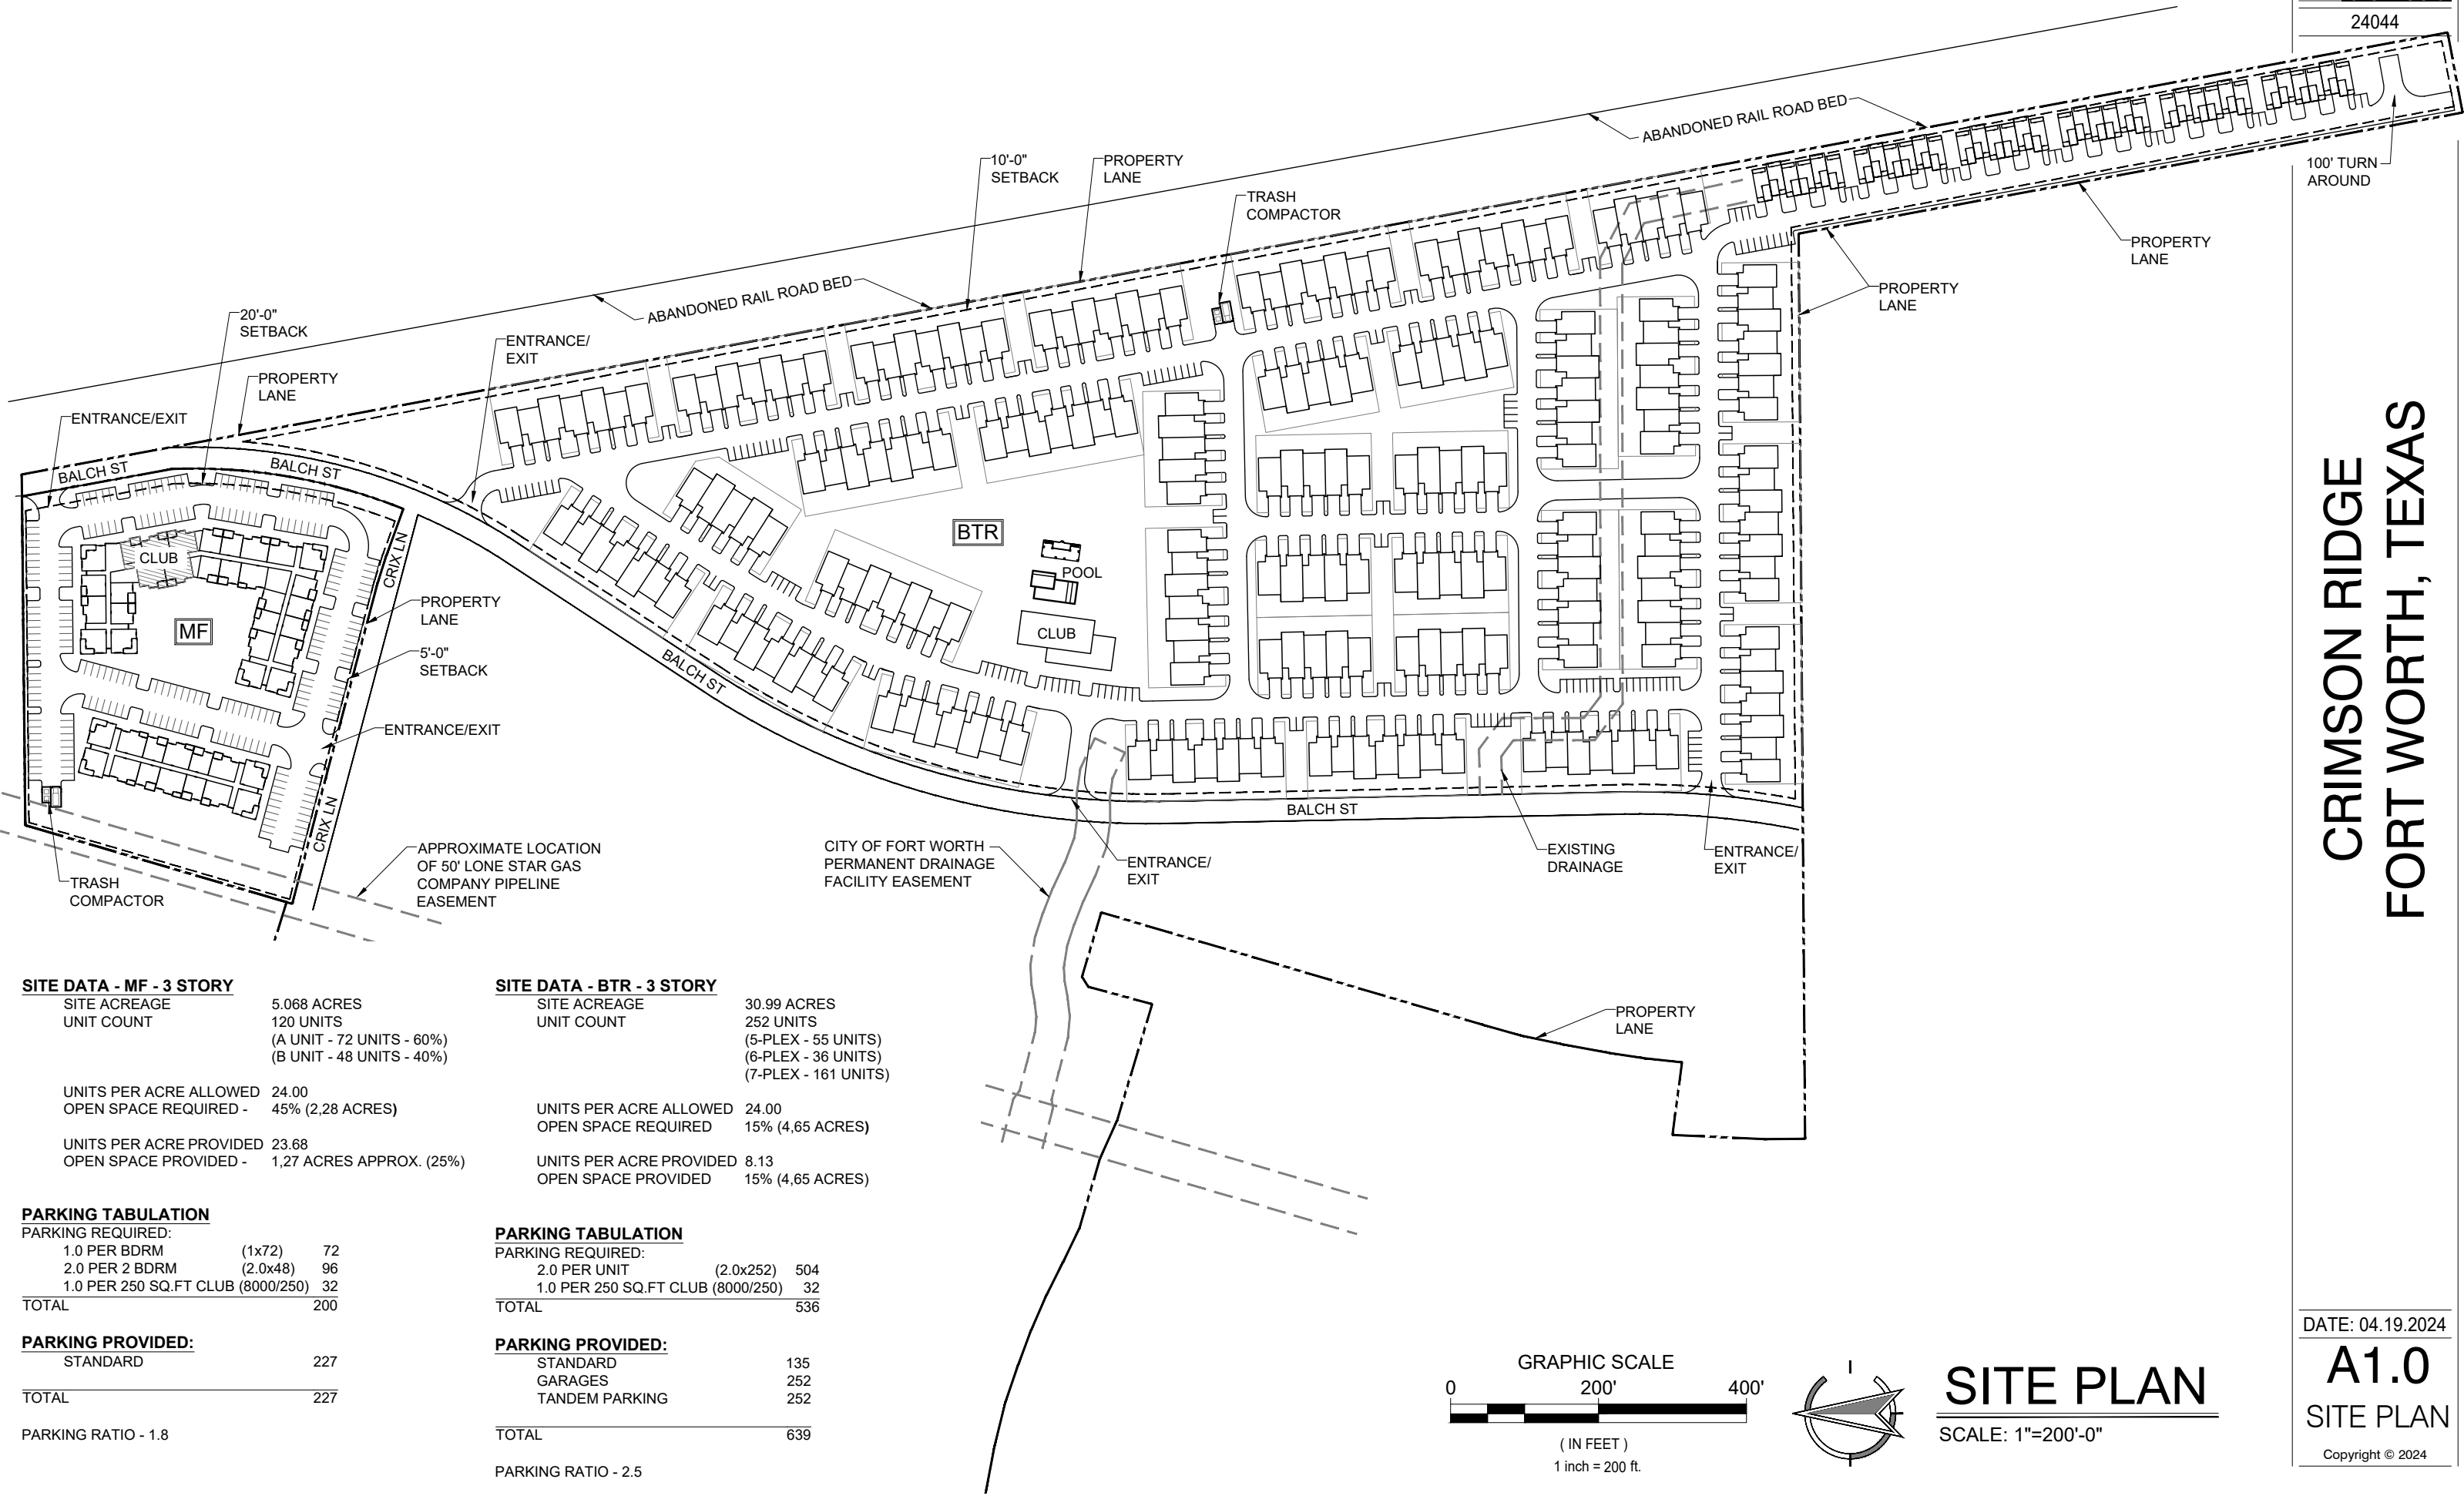 24044
ABANDONED RAIL ROAD BED
100' TURN
AROUND
10'-0"
SETBACK
PROPERTY
LANE
TRASH
COMPACTOR
PROPERTY
LANE
PROPERTY
LANE
ABANDONED RAIL ROAD BED
20'-0"
SETBACK
ENTRANCE/
EXIT
PROPERTY
LANE
ENTRANCE/EXIT
BALCH ST
BALCH ST
CRIX LN
CLUB
MF
BTR
POOL
CLUB
PROPERTY
LANE
5'-0"
SETBACK
BALCH ST
ENTRANCE/EXIT
CRIX LN
BALCH ST
TRASH
COMPACTOR
APPROXIMATE LOCATION
OF 50' LONE STAR GAS
COMPANY PIPELINE
EASEMENT
CITY OF FORT WORTH
PERMANENT DRAINAGE
FACILITY EASEMENT
ENTRANCE/
EXIT
EXISTING
DRAINAGE
ENTRANCE/
EXIT
PROPERTY
LANE
CRIMSON RIDGE
FORT WORTH, TEXAS
SITE DATA - MF - 3 STORY
SITE ACREAGE 5.068 ACRES
UNIT COUNT 120 UNITS
(A UNIT - 72 UNITS - 60%)
(B UNIT - 48 UNITS - 40%)
UNITS PER ACRE ALLOWED 24.00
OPEN SPACE REQUIRED - 45% (2,28 ACRES)
UNITS PER ACRE PROVIDED 23.68
OPEN SPACE PROVIDED - 1,27 ACRES APPROX. (25%)
PARKING TABULATION
PARKING REQUIRED:
1.0 PER BDRM (1x72) 72
2.0 PER 2 BDRM (2.0x48) 96
1.0 PER 250 SQ.FT CLUB (8000/250) 32
TOTAL 200
PARKING PROVIDED:
STANDARD 227
TOTAL 227
PARKING RATIO - 1.8
SITE DATA - BTR - 3 STORY
SITE ACREAGE 30.99 ACRES
UNIT COUNT 252 UNITS
(5-PLEX - 55 UNITS)
(6-PLEX - 36 UNITS)
(7-PLEX - 161 UNITS)
UNITS PER ACRE ALLOWED 24.00
OPEN SPACE REQUIRED 15% (4,65 ACRES)
UNITS PER ACRE PROVIDED 8.13
OPEN SPACE PROVIDED 15% (4,65 ACRES)
PARKING TABULATION
PARKING REQUIRED:
2.0 PER UNIT (2.0x252) 504
1.0 PER 250 SQ.FT CLUB (8000/250) 32
TOTAL 536
PARKING PROVIDED:
STANDARD 135
GARAGES 252
TANDEM PARKING 252
TOTAL 639
PARKING RATIO - 2.5
GRAPHIC SCALE
0 200' 400'
( IN FEET )
1 inch = 200 ft.
SITE PLAN
SCALE: 1"=200'-0"
DATE: 04.19.2024
A1.0
SITE PLAN
Copyright © 2024